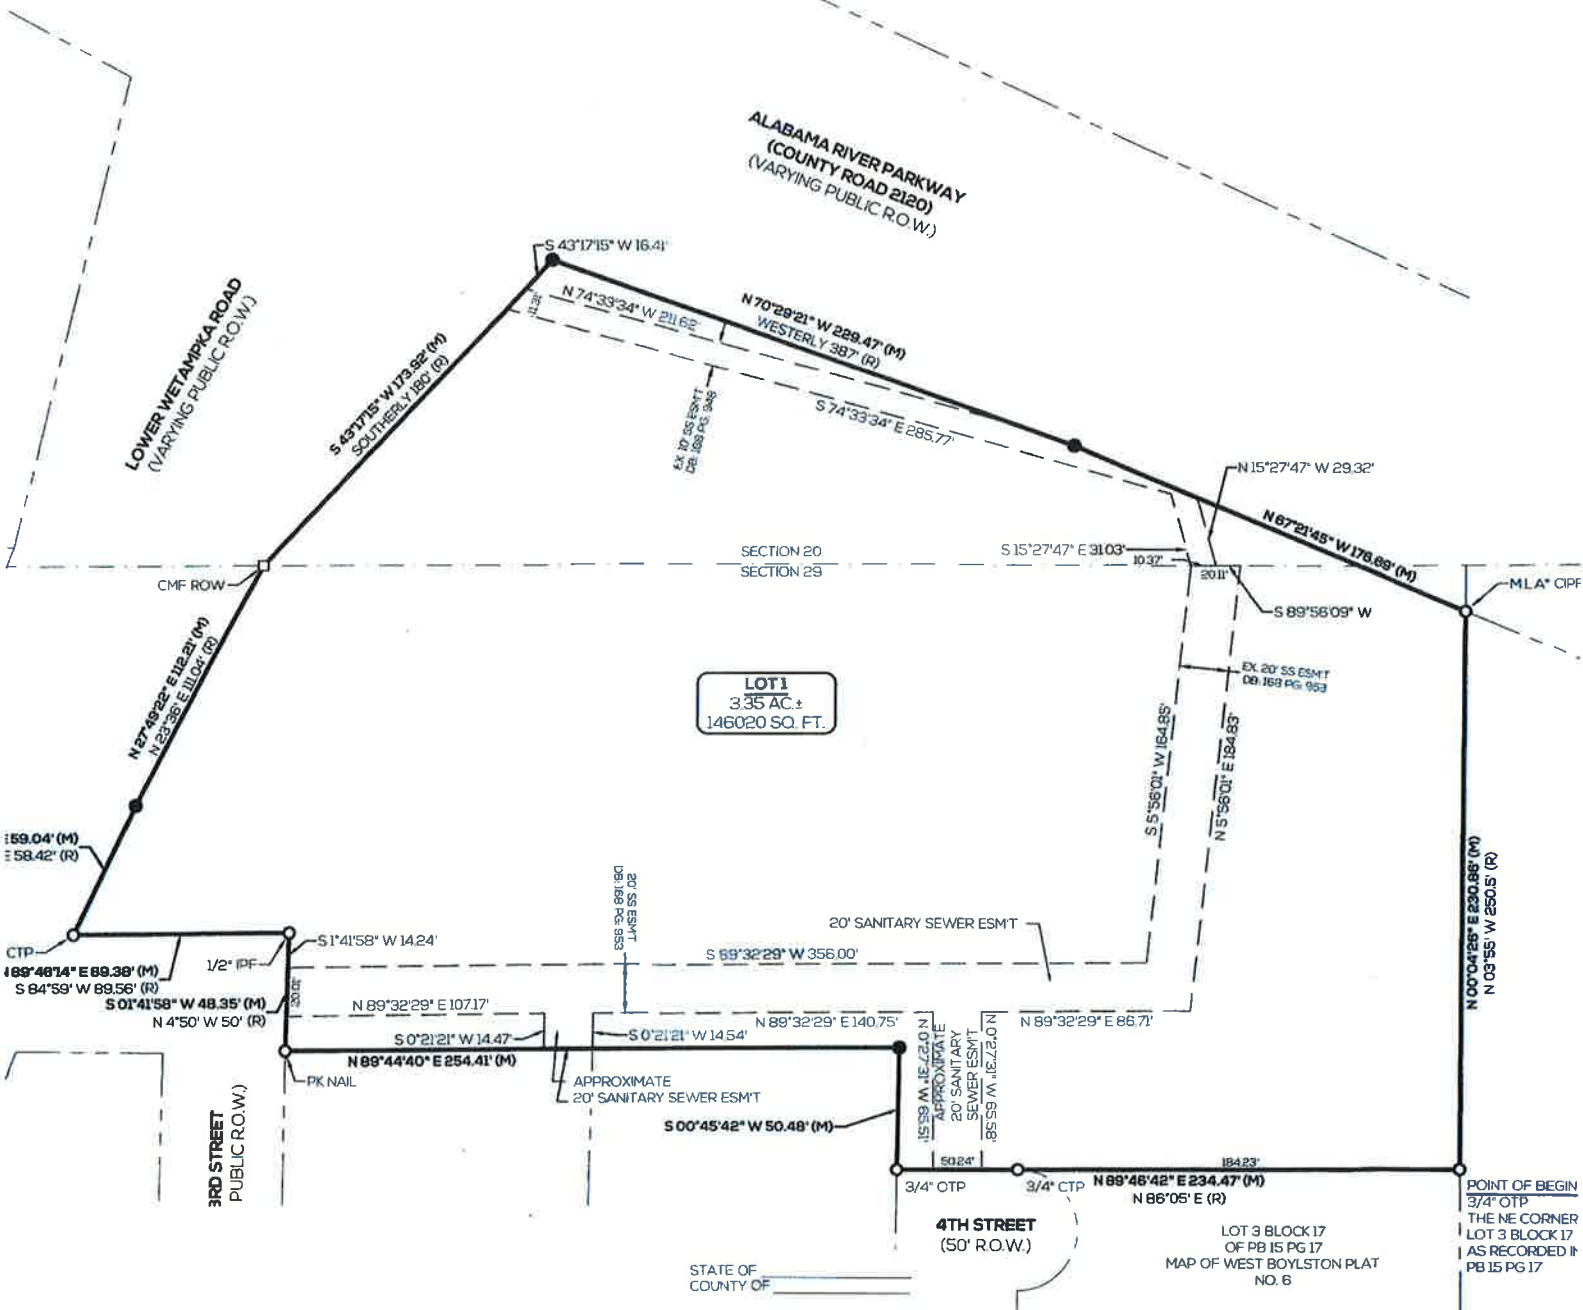 ALABAMA RIVER PARKWAY
(COUNTY ROAD 2120)
(VARYING PUBLIC R.O.W.)
LOWER WETAMPKA ROAD
(VARYING PUBLIC R.O.W.)
S 43°17'15" W 16.41'
N 74°33'34" W 211.62'
11.31'
N 70°29'21" W 229.47' (M)
WESTERLY 387' (R)
S 43°17'15" W 173.92' (M)
SOUTHERLY 180' (R)
EX. 10' SS ESM'T
DB: 168 PG. 948
S 74°33'34" E 285.77'
N 15°27'47" W 29.32'
N 67°21'45" W 178.69' (M)
SECTION 20
SECTION 29
S 15°27'47" E 31.03'
10.37'
20.11'
CMF ROW
M.L.A" CIPF
S 89°56'09" W
N 27°49'22" E 112.21' (M)
N 23°36' E 111.04' (R)
EX. 20' SS ESM'T
DB: 168 PG: 953
LOT 1
3.35 AC.±
146020 SQ. FT.
S 5°56'01" W 164.85'
N 5°56'01" E 184.83'
59.04' (M)
58.42' (R)
N 00°04'26" E 230.86' (M)
N 03°55' W 250.5' (R)
20' SS ESM'T
DB: 168 PG: 953
20' SANITARY SEWER ESM'T
CTP
S 1°41'58" W 14.24'
1/2" IPF
S 89°32'29" W 356.00'
89°46'14" E 89.38' (M)
S 84°59' W 89.56' (R)
S 01°41'58" W 48.35' (M)
N 4°50' W 50' (R)
20.01'
N 89°32'29" E 107.17'
N 89°32'29" E 140.75'
N 89°32'29" E 86.71'
S 0°21'21" W 14.47'
S 0°21'21" W 14.54'
N 89°44'40" E 254.41' (M)
PK NAIL
APPROXIMATE
20' SANITARY SEWER ESM'T
N 0°27'31" W 65.51'
APPROXIMATE
20' SANITARY
SEWER ESM'T
N 0°27'31" W 65.58'
S 00°45'42" W 50.48' (M)
3RD STREET
PUBLIC R.O.W.)
50.24'
184.23'
3/4" OTP
3/4" CTP
N 89°46'42" E 234.47' (M)
N 86°05' E (R)
POINT OF BEGIN
3/4" OTP
THE NE CORNER
LOT 3 BLOCK 17
AS RECORDED IN
PB 15 PG 17
4TH STREET
(50' R.O.W.)
LOT 3 BLOCK 17
OF PB 15 PG 17
MAP OF WEST BOYLSTON PLAT
NO. 6
STATE OF
COUNTY OF